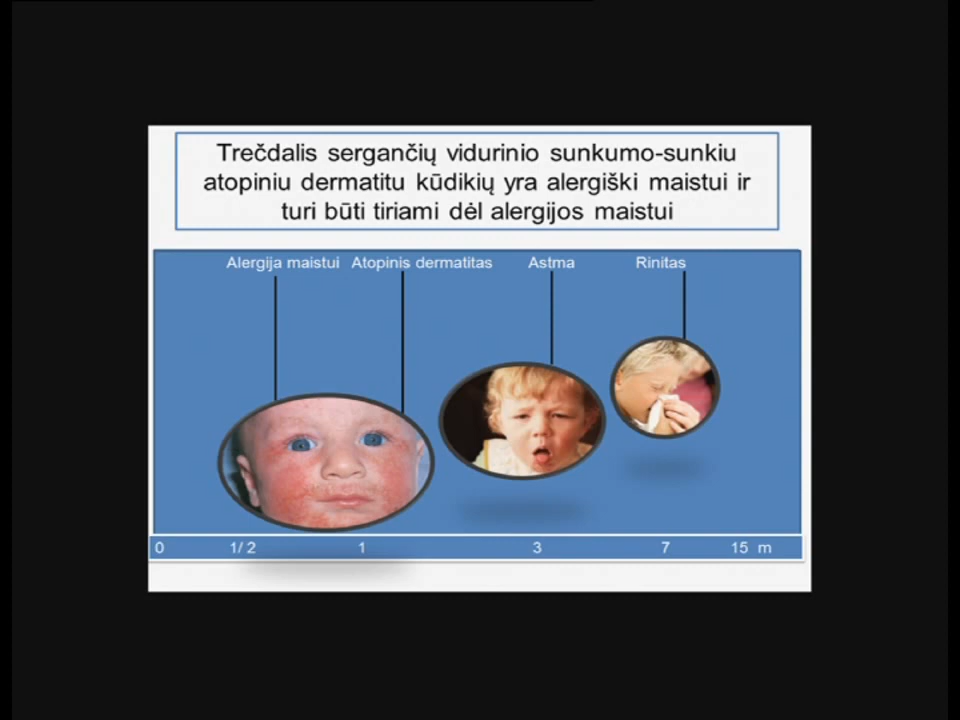 Trečdalis sergančių vidurinio sunkumo-sunkiu
atopiniu dermatitu kūdikių yra alergiški maistui ir
turi būti tiriami dėl alergijos maistui
Alergija maistui Atopinis dermatitas Astma Rinitas
0 1/2 1 3 7 15 m